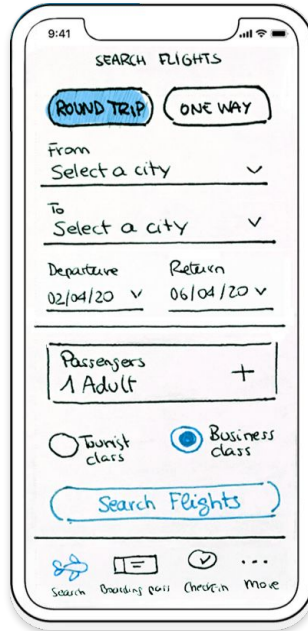 9:41
SEARCH FLIGHTS
ROUND TRIP ONE WAY
From
Select a city
To
Select a city
Departure Return
02/04/20 06/04/20
Passengers
1 Adult +
Tourist class
Business class
Search Flights
Search Boarding pass Check-in More